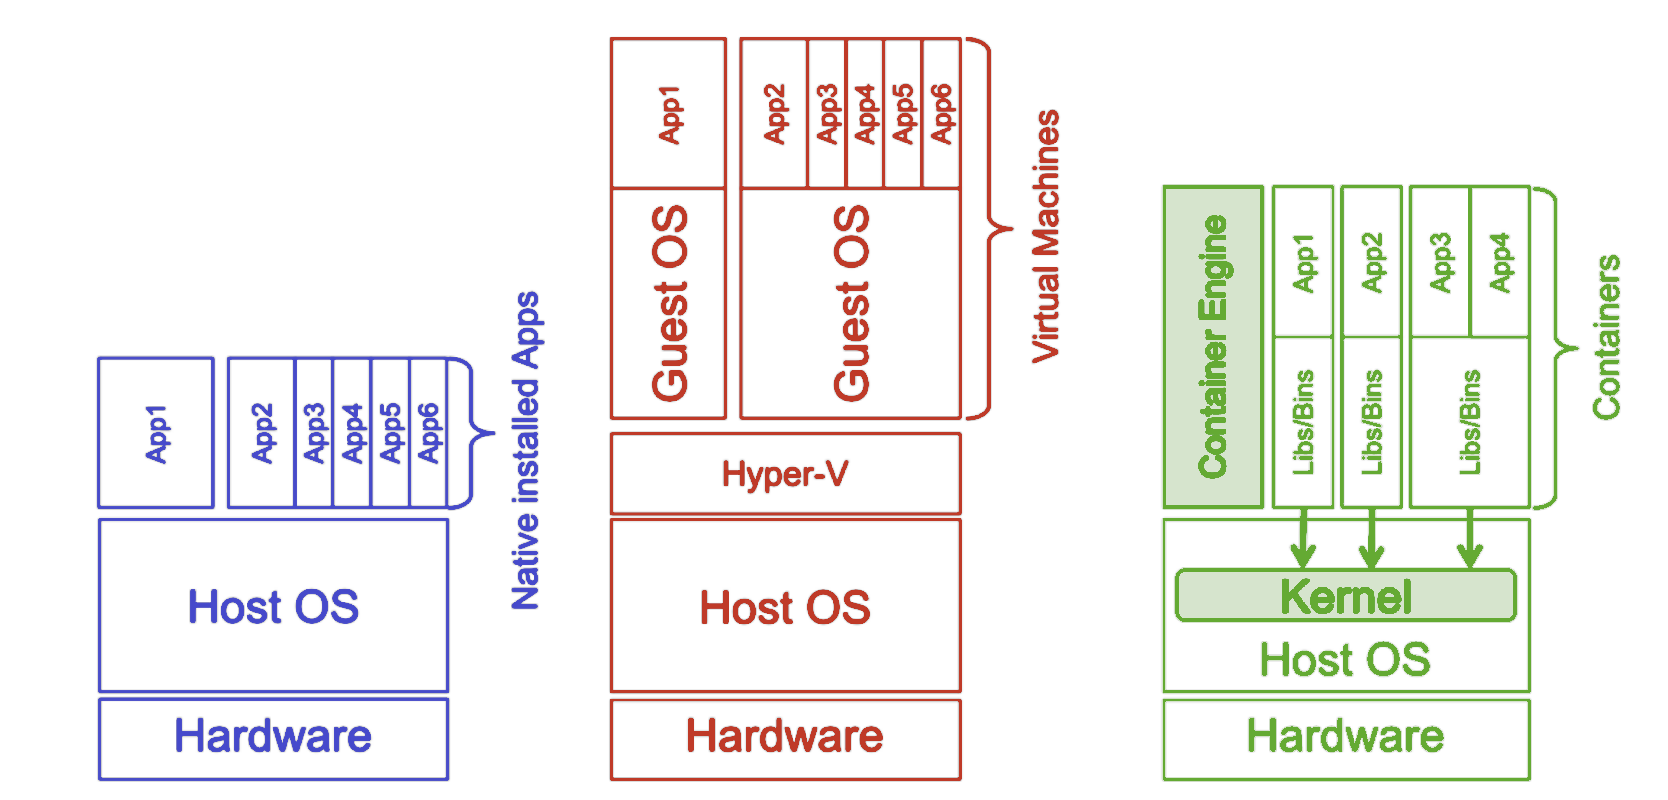 App1
App2
App3
App4
App5
App6
Native installed Apps
Host OS
Hardware
App1
App2
App3
App4
App5
App6
Guest OS
Guest OS
Virtual Machines
Hyper-V
Host OS
Hardware
Container Engine
App1
App2
App3
App4
Libs/Bins
Libs/Bins
Libs/Bins
Containers
Kernel
Host OS
Hardware